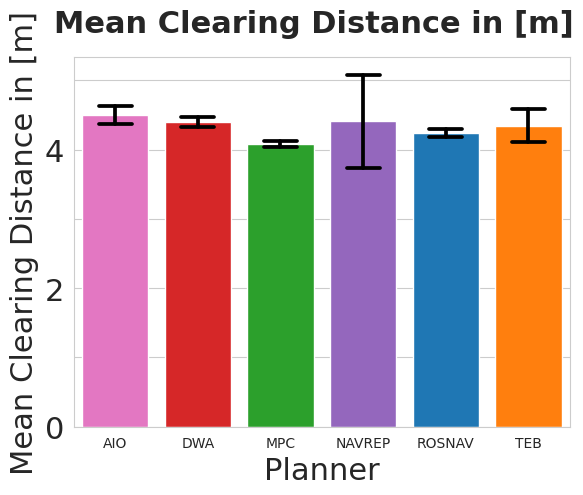 Mean Clearing Distance in [m]
Mean Clearing Distance in [m]
4
2
0
AIO DWA MPC NAVREP ROSNAV TEB
Planner